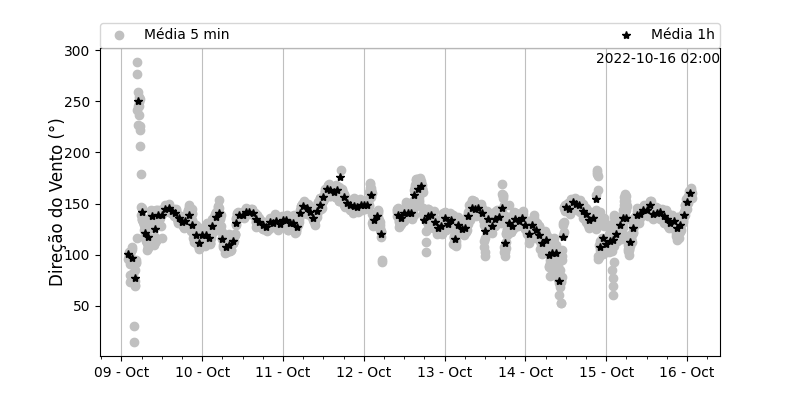 Média 5 min
Média 1h
2022-10-16 02:00
Direção do Vento (°)
300
250
200
150
100
50
09 - Oct
10 - Oct
11 - Oct
12 - Oct
13 - Oct
14 - Oct
15 - Oct
16 - Oct